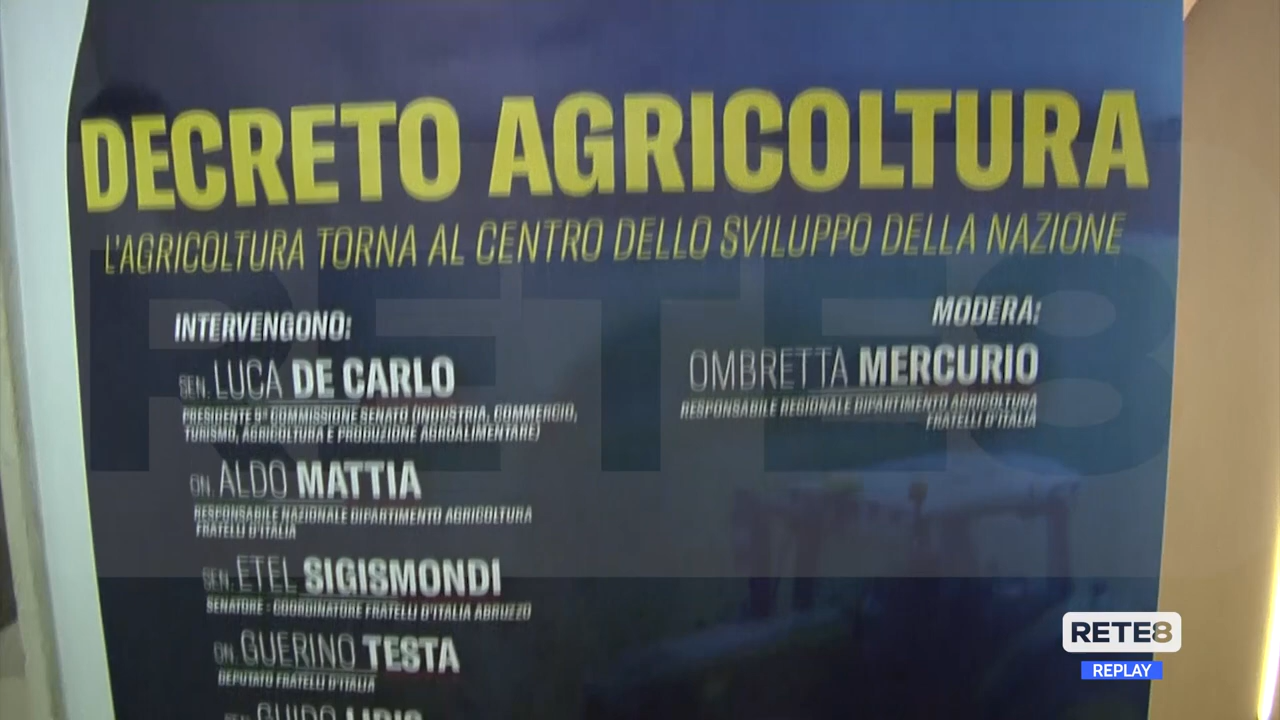 DECRETO AGRICOLTURA
L'AGRICOLTURA TORNA AL CENTRO DELLO SVILUPPO DELLA NAZIONE
INTERVENGONO:
SEN. LUCA DE CARLO
PRESIDENTE 9ª COMMISSIONE SENATO (INDUSTRIA, COMMERCIO,
TURISMO, AGRICOLTURA E PRODUZIONE AGROALIMENTARE)
ON. ALDO MATTIA
RESPONSABILE NAZIONALE DIPARTIMENTO AGRICOLTURA
FRATELLI D'ITALIA
SEN. ETEL SIGISMONDI
SENATORE - COORDINATORE FRATELLI D'ITALIA ABRUZZO
ON. GUERINO TESTA
DEPUTATO FRATELLI D'ITALIA
GUIDO LIRIS
MODERA:
OMBRETTA MERCURIO
RESPONSABILE REGIONALE DIPARTIMENTO AGRICOLTURA
FRATELLI D'ITALIA
RETE8
RETE8
REPLAY